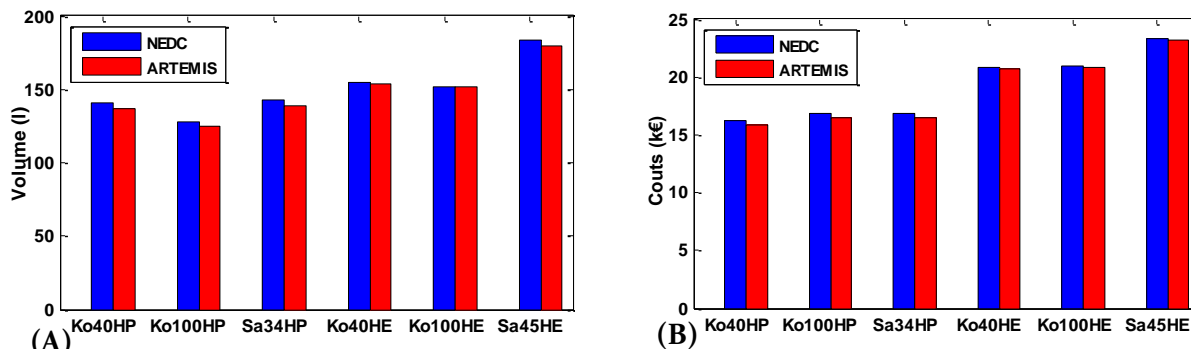 200
150
100
50
0
Volume (l)
NEDC
ARTEMIS
Ko40HP Ko100HP Sa34HP Ko40HE Ko100HE Sa45HE
(A)
25
20
15
10
5
0
Couts (k€)
NEDC
ARTEMIS
Ko40HP Ko100HP Sa34HP Ko40HE Ko100HE Sa45HE
(B)